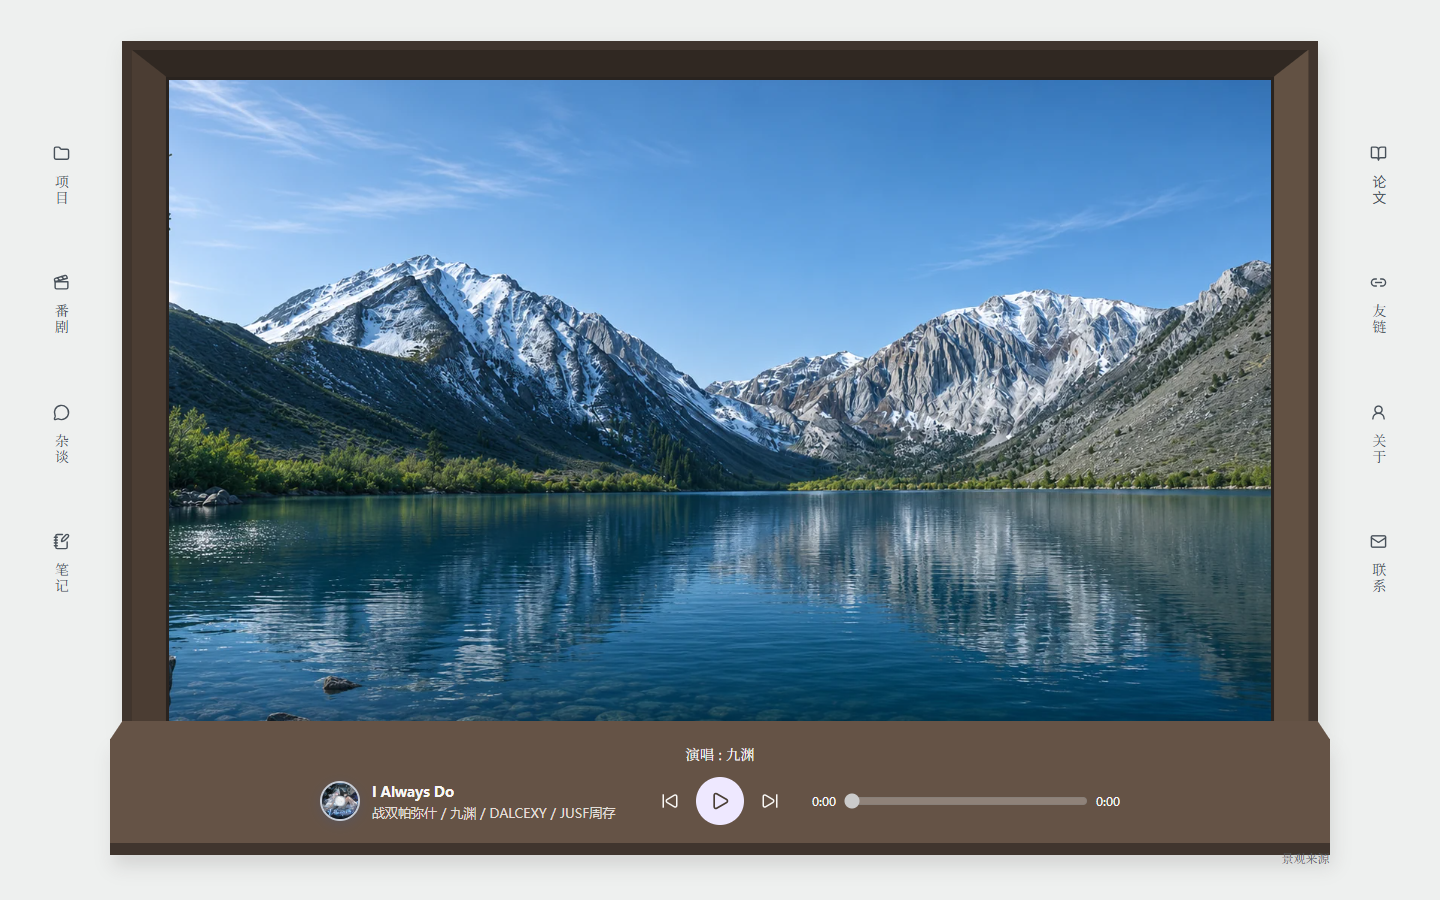 项目
番剧
杂谈
笔记
论文
友链
关于
联系
演唱 : 九渊
I Always Do
战双帕弥什 / 九渊 / DALCEXY / JUSF周存
0:00
0:00
景观来源